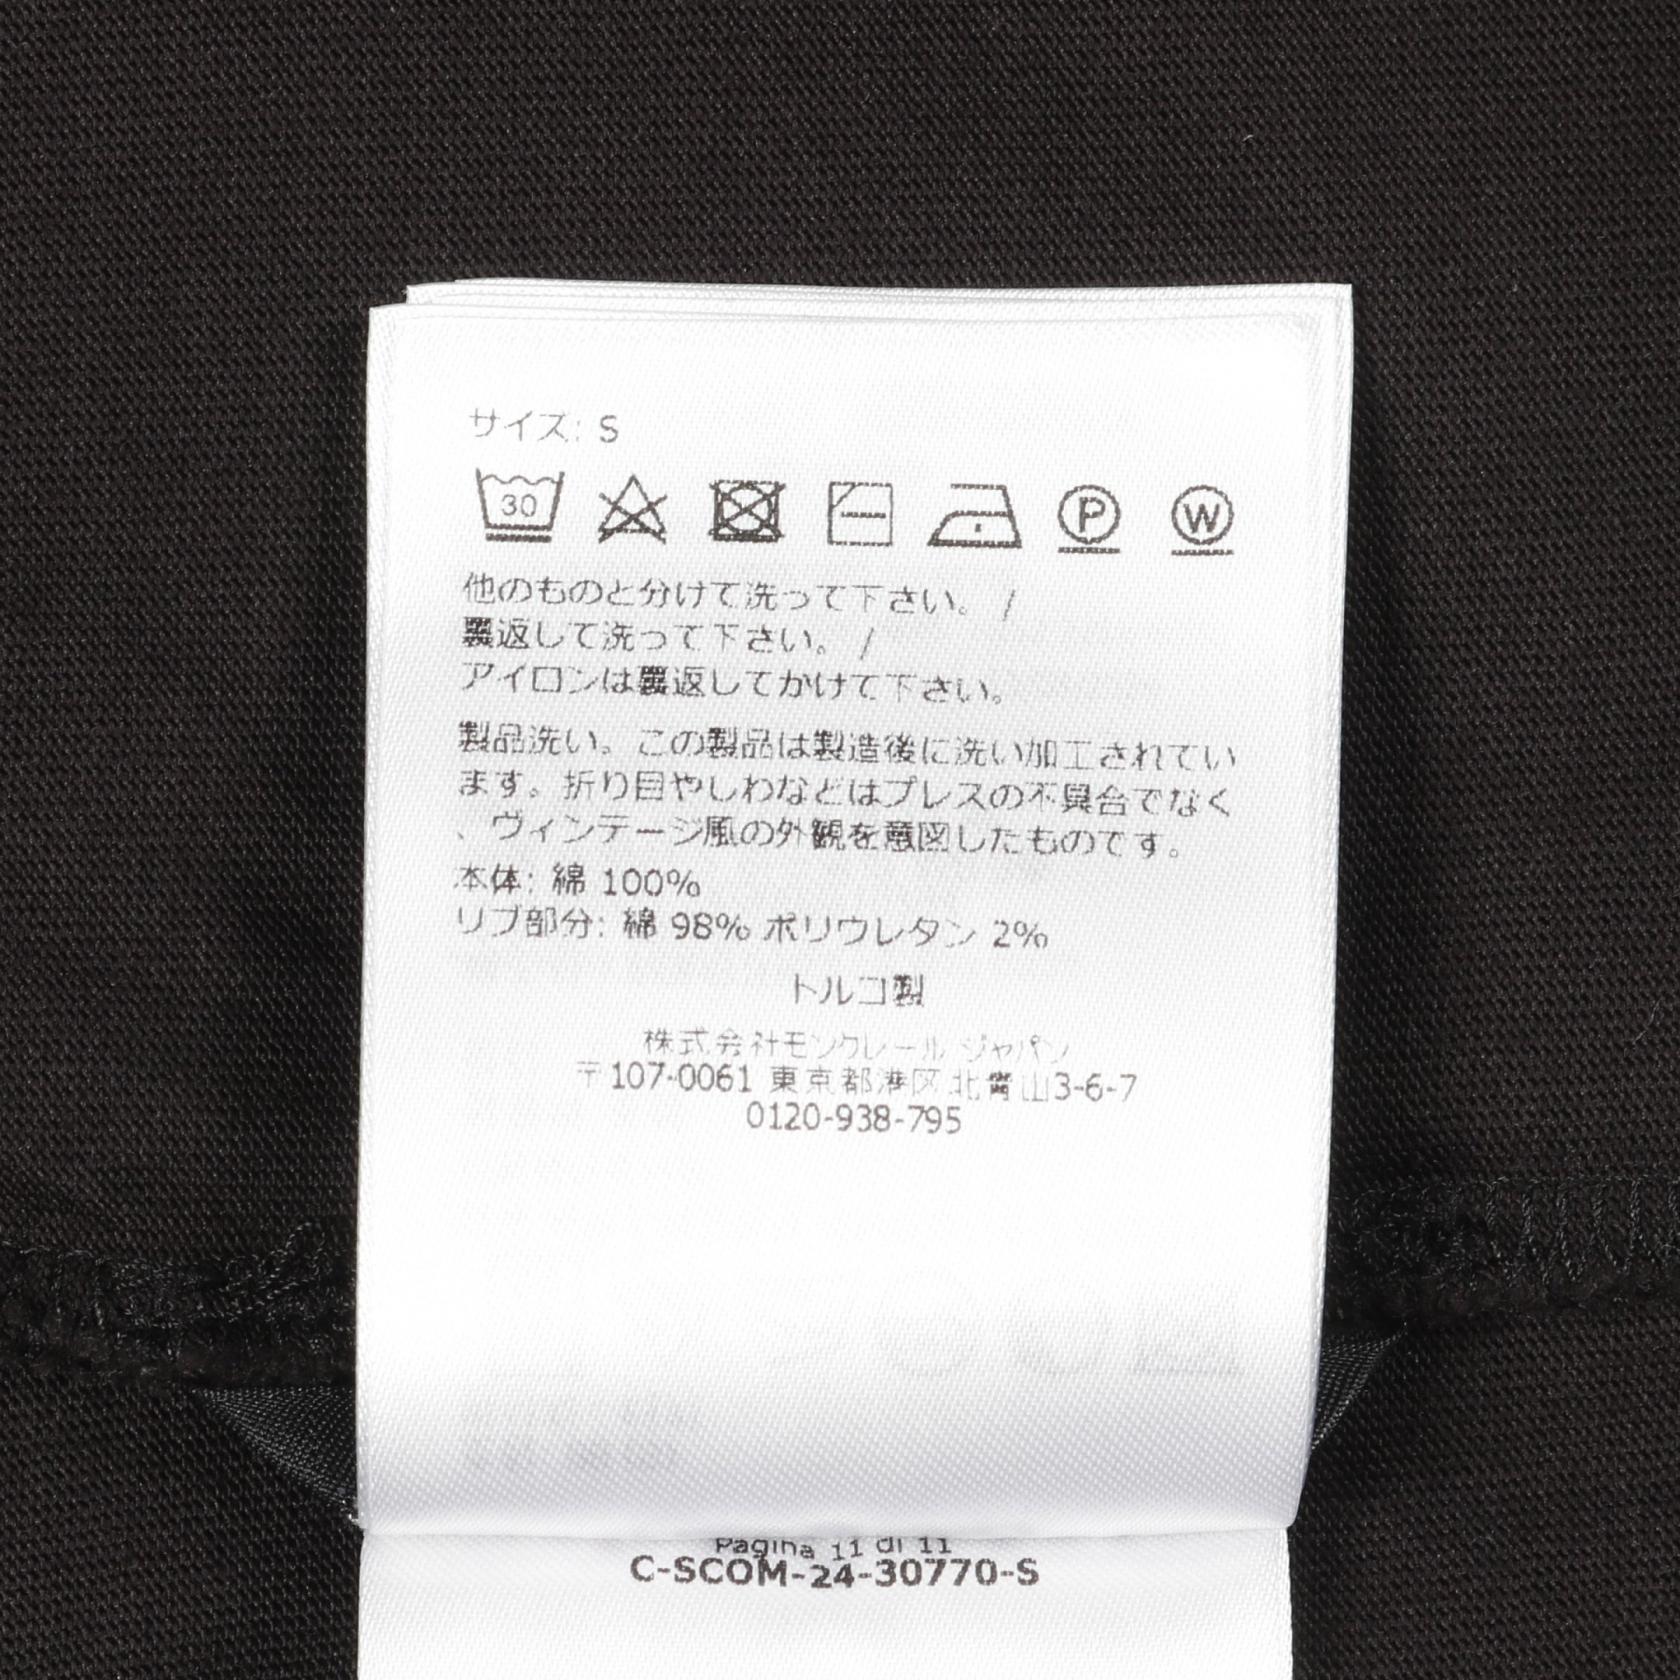 サイズ: S
30
P W
他のものと分けて洗って下さい。 /
裏返して洗って下さい。 /
アイロンは裏返してかけて下さい。
製品洗い。この製品は製造後に洗い加工されてい
ます。折り目やしわなどはプレスの不具合でなく
、ヴィンテージ風の外観を意図したものです。
本体: 綿 100%
リブ部分: 綿 98% ポリウレタン 2%
トルコ製
株式会社モンクレール ジャパン
〒107-0061 東京都港区北青山3-6-7
0120-938-795
Pagina 11 di 11
C-SCOM-24-30770-S